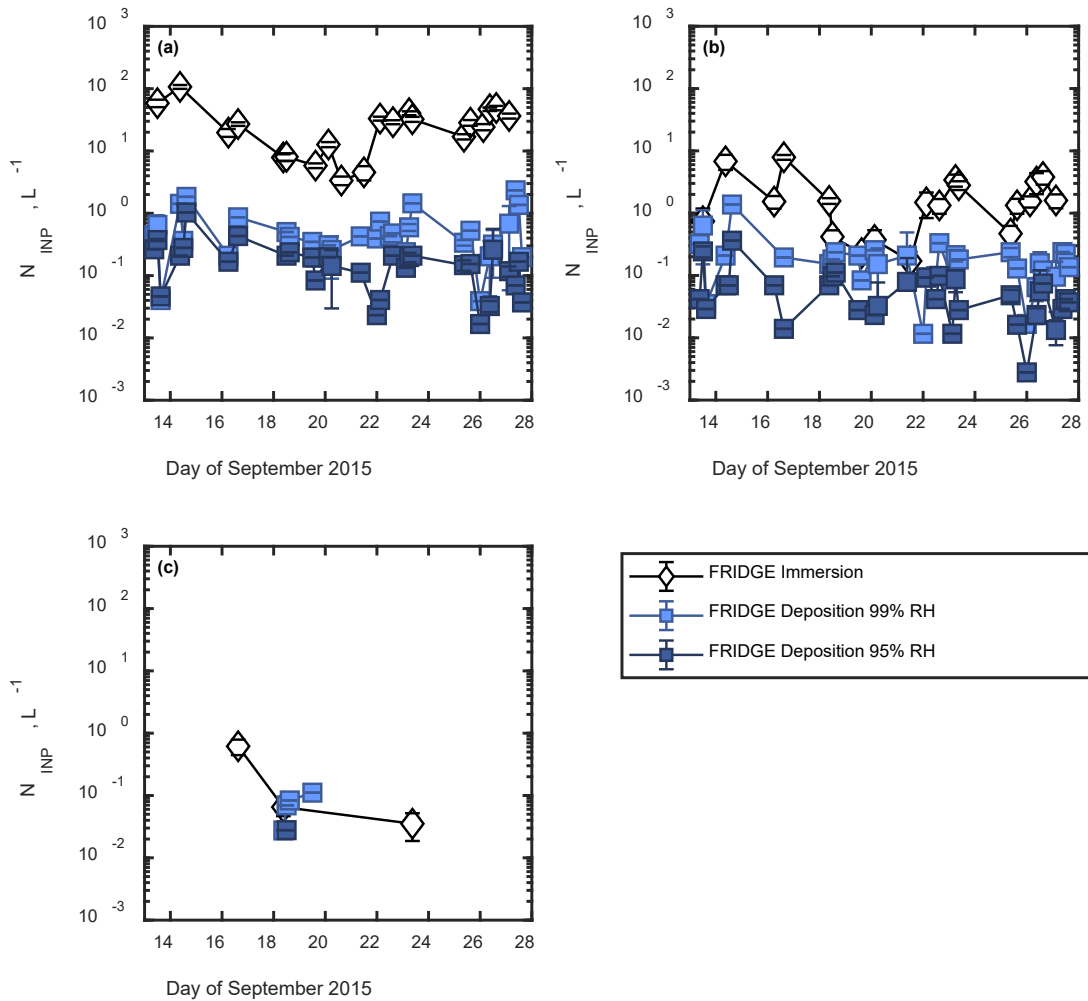 (a)
10 3
10 2
10 1
10 0
10 -1
10 -2
10 -3
N INP , L -1
14 16 18 20 22 24 26 28
Day of September 2015
(b)
10 3
10 2
10 1
10 0
10 -1
10 -2
10 -3
N INP , L -1
14 16 18 20 22 24 26 28
Day of September 2015
(c)
10 3
10 2
10 1
10 0
10 -1
10 -2
10 -3
N INP , L -1
14 16 18 20 22 24 26 28
Day of September 2015
FRIDGE Immersion
FRIDGE Deposition 99% RH
FRIDGE Deposition 95% RH